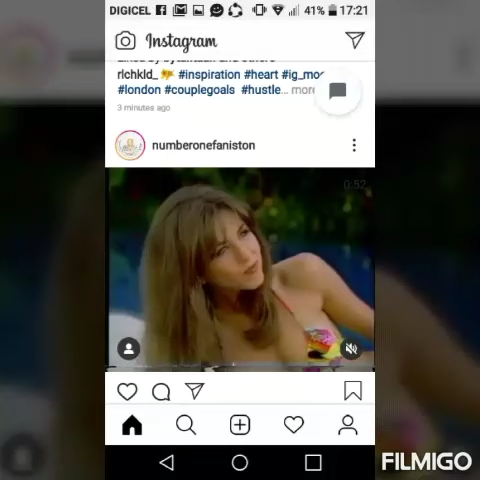 DIGICEL 41% 17:21
Instagram
rlchkld_ #inspiration #heart
#london #couplegoals #hustle... more
3 minutes ago
numberonefaniston
0:52
FILMIGO